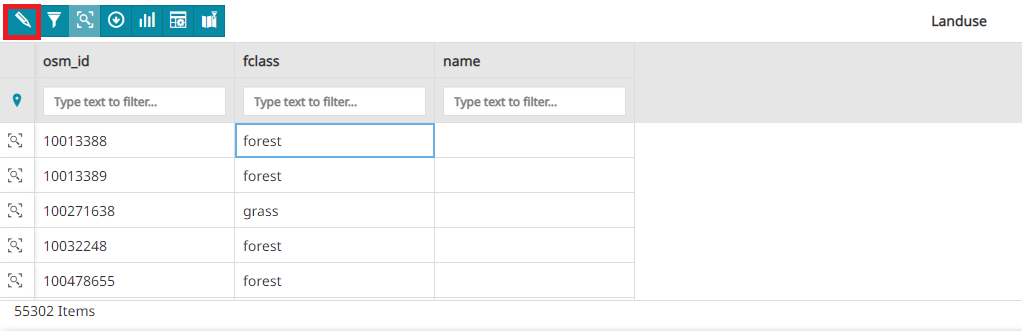 Landuse
osm_id fclass name
Type text to filter... Type text to filter... Type text to filter...
10013388 forest
10013389 forest
100271638 grass
10032248 forest
100478655 forest
55302 Items